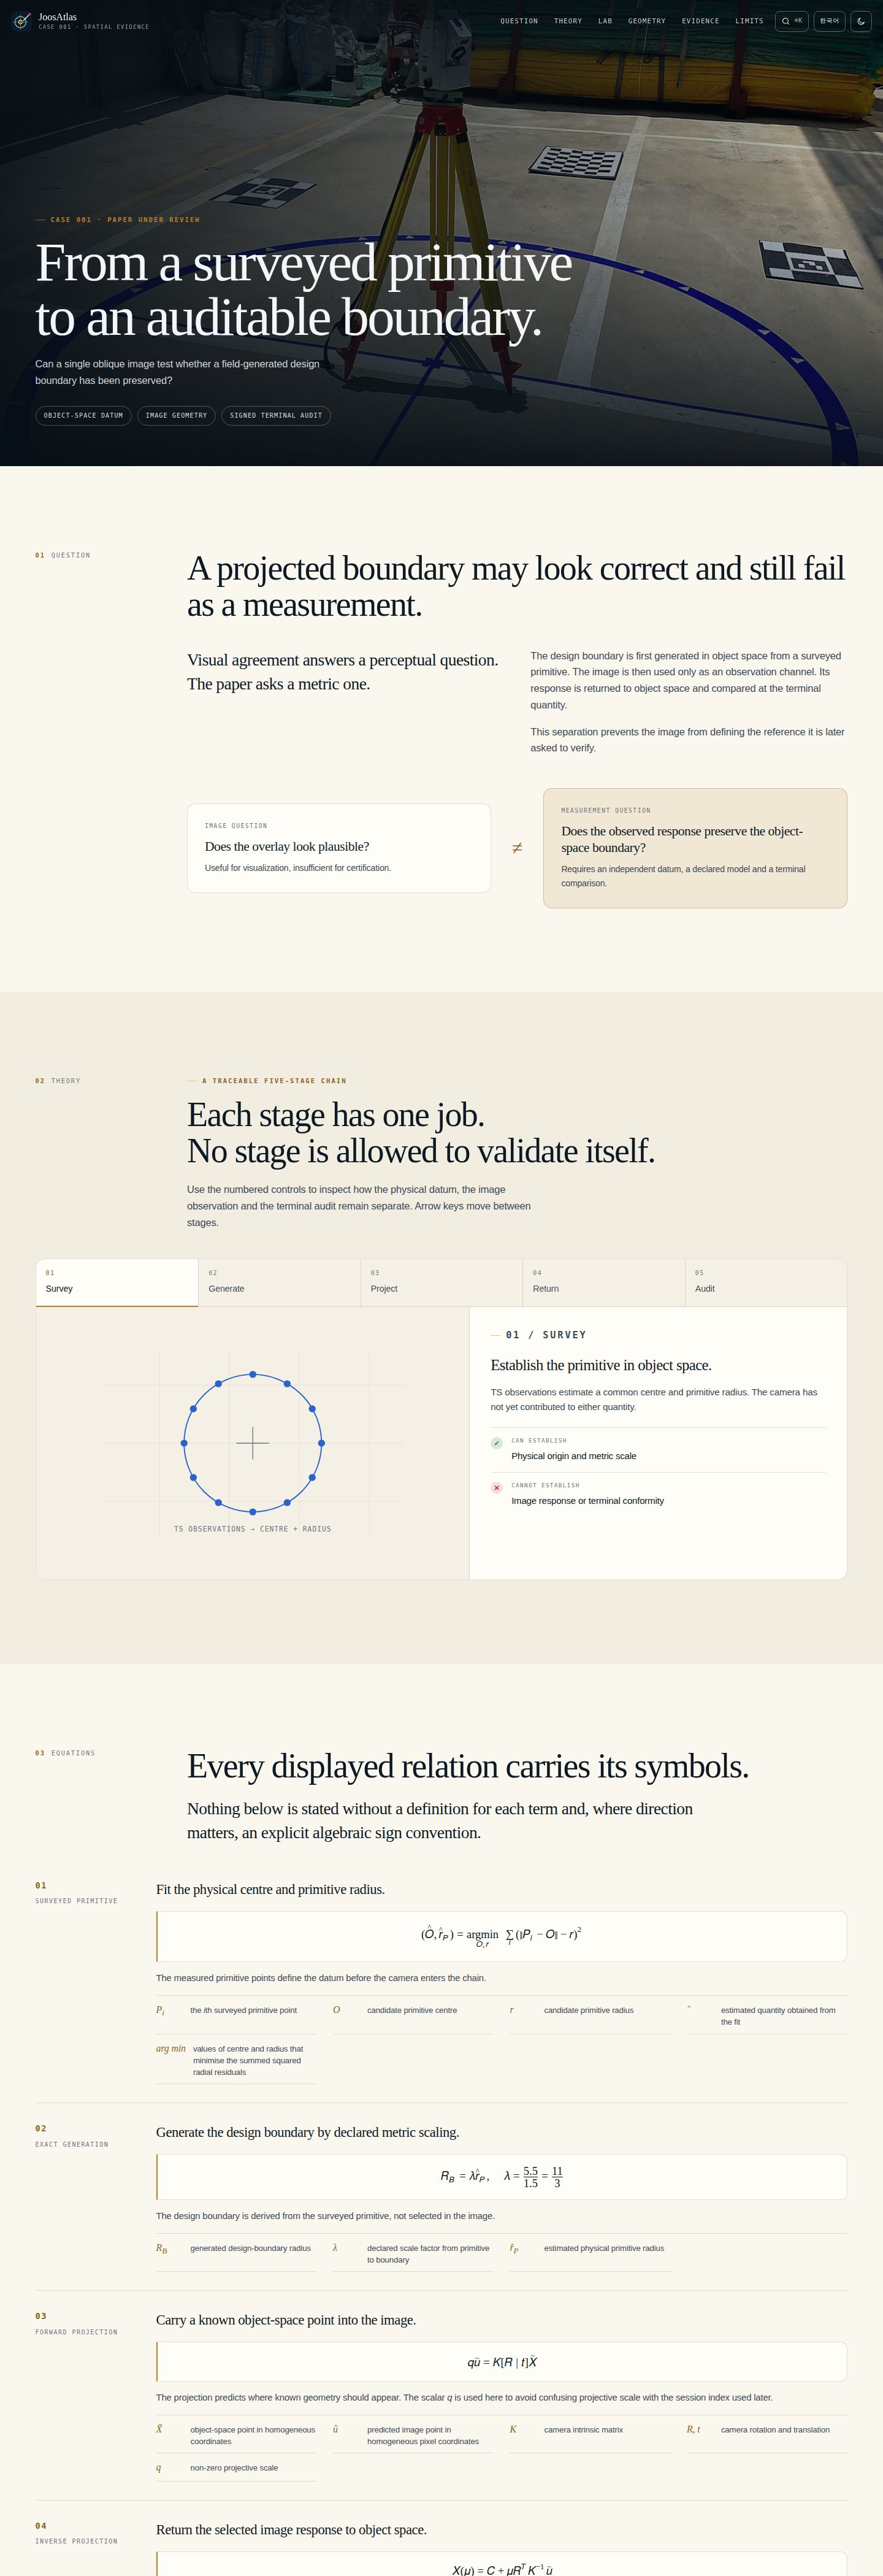 JoosAtlas
CASE 001 · SPATIAL EVIDENCE
QUESTION THEORY LAB GEOMETRY EVIDENCE LIMITS ⌘K 한국어
CASE 001 · PAPER UNDER REVIEW
From a surveyed primitive
to an auditable boundary.
Can a single oblique image test whether a field-generated design
boundary has been preserved?
OBJECT-SPACE DATUM IMAGE GEOMETRY SIGNED TERMINAL AUDIT
01 QUESTION
A projected boundary may look correct and still fail
as a measurement.
Visual agreement answers a perceptual question.
The paper asks a metric one.
The design boundary is first generated in object space from a surveyed
primitive. The image is then used only as an observation channel. Its
response is returned to object space and compared at the terminal
quantity.
This separation prevents the image from defining the reference it is later
asked to verify.
IMAGE QUESTION
Does the overlay look plausible?
Useful for visualization, insufficient for certification.
≠
MEASUREMENT QUESTION
Does the observed response preserve the object-
space boundary?
Requires an independent datum, a declared model and a terminal
comparison.
02 THEORY
A TRACEABLE FIVE-STAGE CHAIN
Each stage has one job.
No stage is allowed to validate itself.
Use the numbered controls to inspect how the physical datum, the image
observation and the terminal audit remain separate. Arrow keys move between
stages.
01 02 03 04 05
Survey Generate Project Return Audit
TS OBSERVATIONS → CENTRE + RADIUS
01 / SURVEY
Establish the primitive in object space.
TS observations estimate a common centre and primitive radius. The camera has
not yet contributed to either quantity.
CAN ESTABLISH
Physical origin and metric scale
CANNOT ESTABLISH
Image response or terminal conformity
03 EQUATIONS
Every displayed relation carries its symbols.
Nothing below is stated without a definition for each term and, where direction
matters, an explicit algebraic sign convention.
01
SURVEYED PRIMITIVE
Fit the physical centre and primitive radius.
(Ô, r̂_P) = argmin_{O,r} ∑_i (‖P_i − O‖ − r)²
The measured primitive points define the datum before the camera enters the chain.
P_i the ith surveyed primitive point
O candidate primitive centre
r candidate primitive radius
ˆ estimated quantity obtained from
the fit
arg min values of centre and radius that
minimise the summed squared
radial residuals
02
EXACT GENERATION
Generate the design boundary by declared metric scaling.
R_B = λr̂_P, λ = 5.5/1.5 = 11/3
The design boundary is derived from the surveyed primitive, not selected in the image.
R_B generated design-boundary radius
λ declared scale factor from primitive
to boundary
r̂_P estimated physical primitive radius
03
FORWARD PROJECTION
Carry a known object-space point into the image.
qũ = K[R | t]X̃
The projection predicts where known geometry should appear. The scalar q is used here to avoid confusing projective scale with the session index used later.
X̃ object-space point in homogeneous
coordinates
ũ predicted image point in
homogeneous pixel coordinates
K camera intrinsic matrix
R, t camera rotation and translation
q non-zero projective scale
04
INVERSE PROJECTION
Return the selected image response to object space.
X(μ) = C + μRᵀK⁻¹ũ